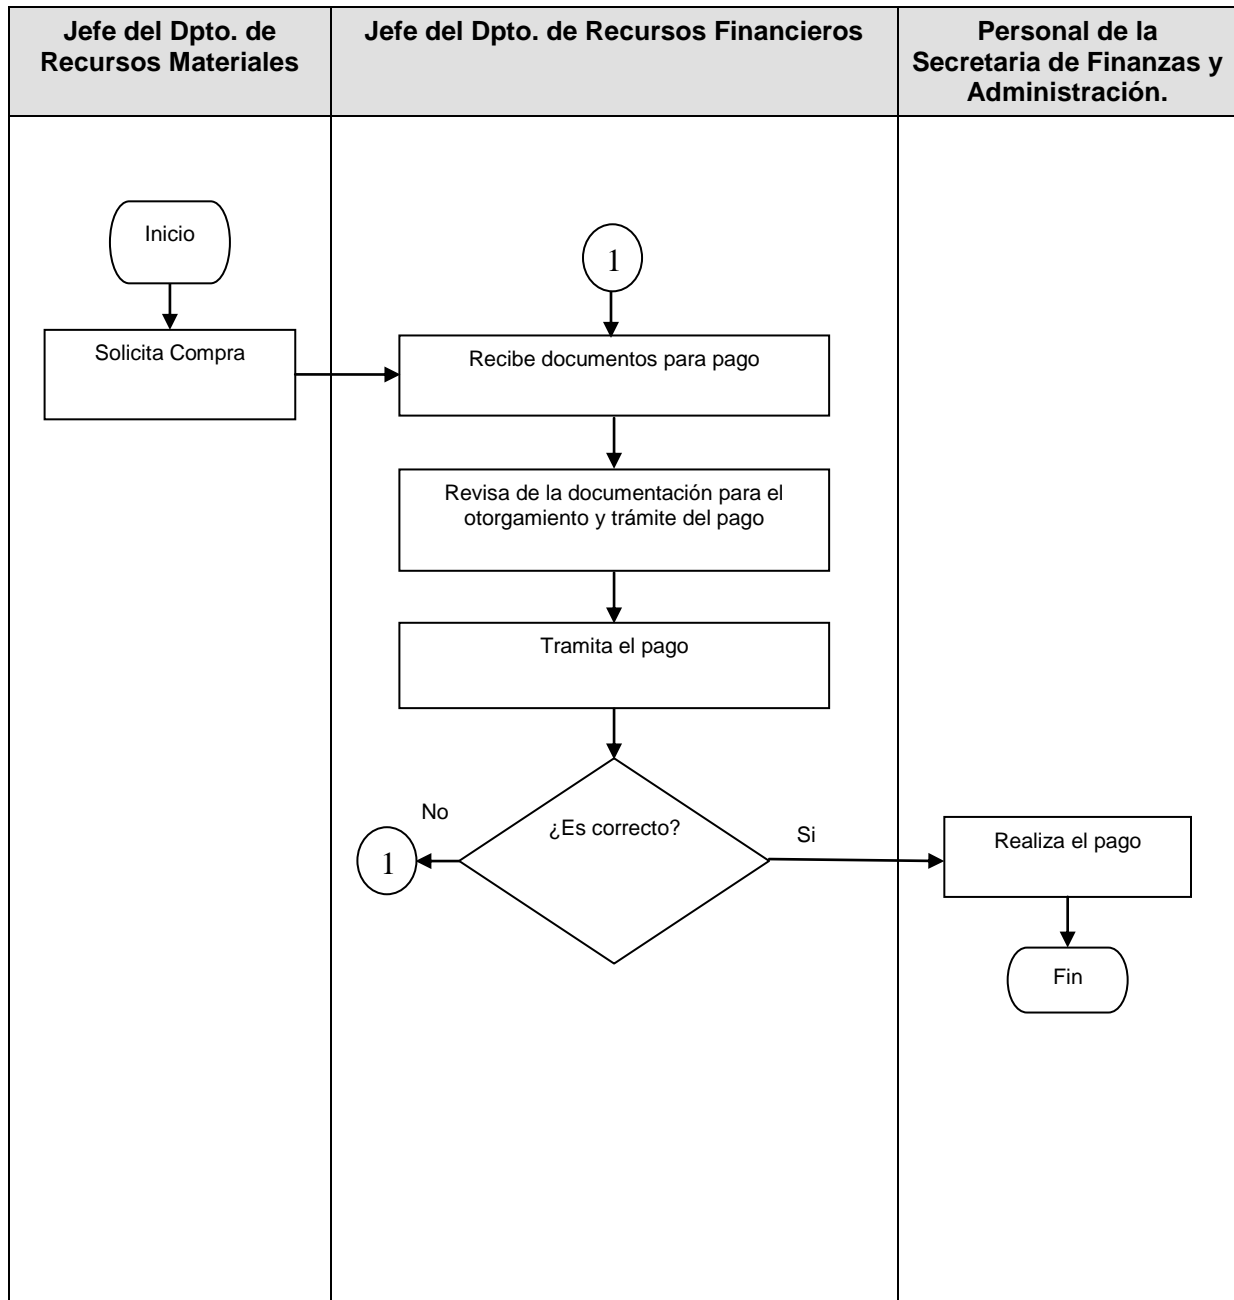 Jefe del Dpto. de
Recursos Materiales
Jefe del Dpto. de Recursos Financieros
Personal de la
Secretaria de Finanzas y
Administración.
Inicio
1
Solicita Compra
Recibe documentos para pago
Revisa de la documentación para el
otorgamiento y trámite del pago
Tramita el pago
¿Es correcto?
No
1
Si
Realiza el pago
Fin